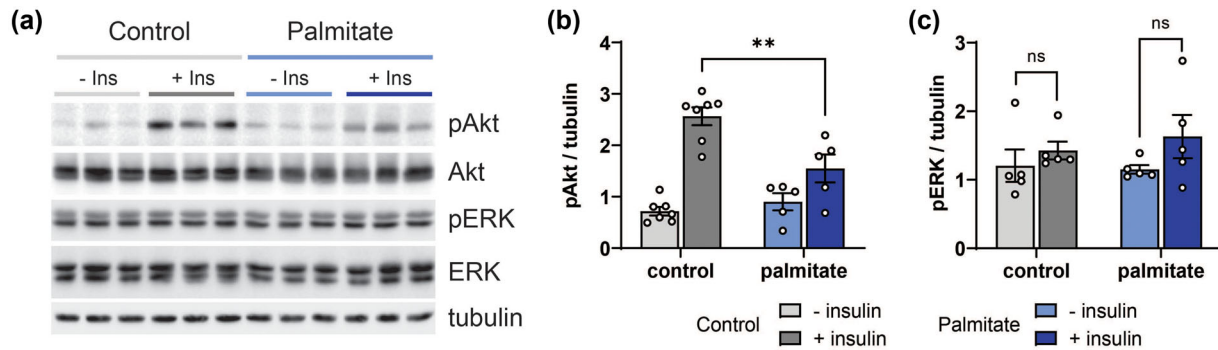 (a)
Control Palmitate
- Ins + Ins - Ins + Ins
pAkt
Akt
pERK
ERK
tubulin
(b)
pAkt / tubulin
4
3
2
1
0
**
control palmitate
(c)
pERK / tubulin
3
2
1
0
ns
ns
control palmitate
Control
- insulin
+ insulin
Palmitate
- insulin
+ insulin